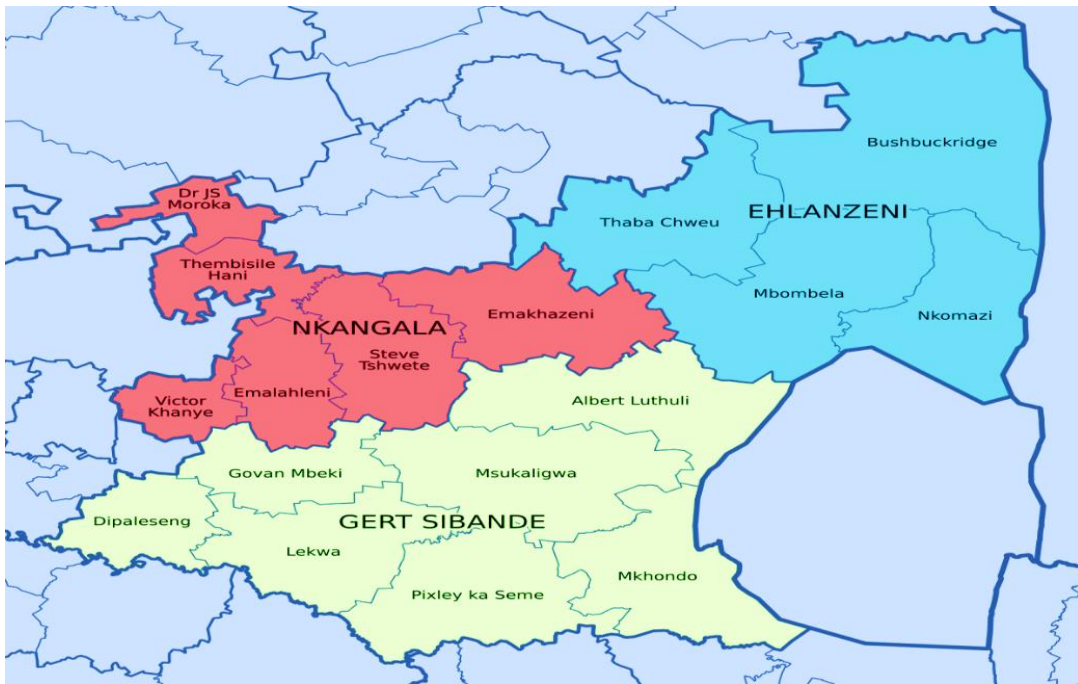 Bushbuckridge
Dr JS
Moroka
Thaba Chweu
EHLANZENI
Thembisile
Hani
Mbombela
Emakhazeni
Nkomazi
NKANGALA
Steve
Tshwete
Emalahleni
Victor
Khanye
Albert Luthuli
Govan Mbeki
Msukaligwa
Dipaleseng
GERT SIBANDE
Lekwa
Mkhondo
Pixley ka Seme